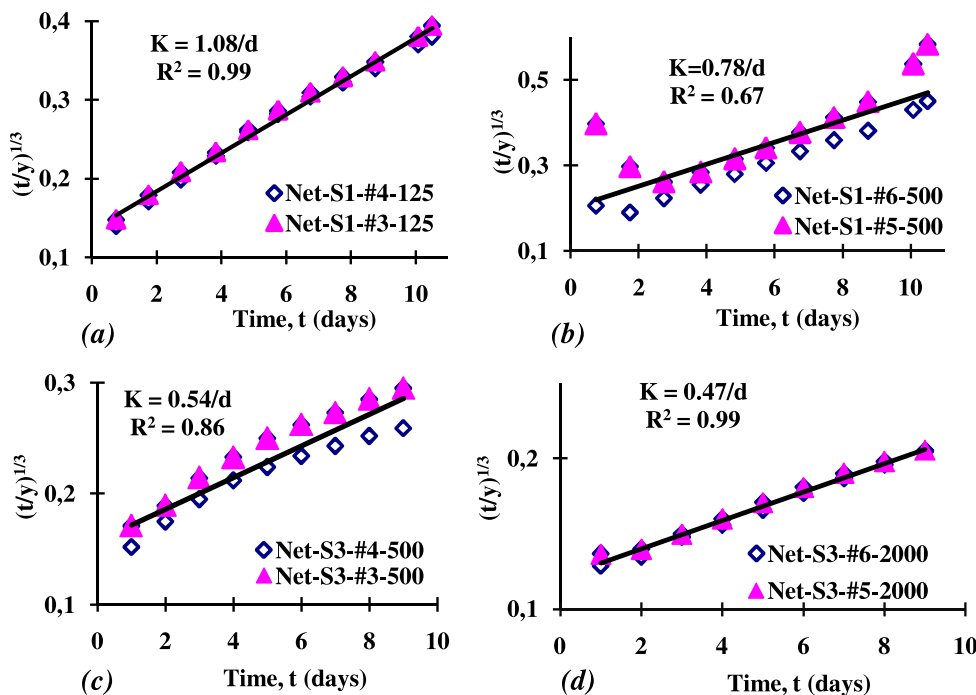 K = 1.08/d
R² = 0.99
(t/y)^1/3
0,4
0,3
0,2
0,1
Net-S1-#4-125
Net-S1-#3-125
0 2 4 6 8 10
Time, t (days)
(a)
K=0.78/d
R² = 0.67
(t/y)^1/3
0,5
0,3
0,1
Net-S1-#6-500
Net-S1-#5-500
0 2 4 6 8 10
Time, t (days)
(b)
K = 0.54/d
R² = 0.86
(t/y)^1/3
0,3
0,2
0,1
Net-S3-#4-500
Net-S3-#3-500
0 2 4 6 8 10
Time, t (days)
(c)
K = 0.47/d
R² = 0.99
(t/y)^1/3
0,2
0,1
Net-S3-#6-2000
Net-S3-#5-2000
0 2 4 6 8 10
Time, t (days)
(d)